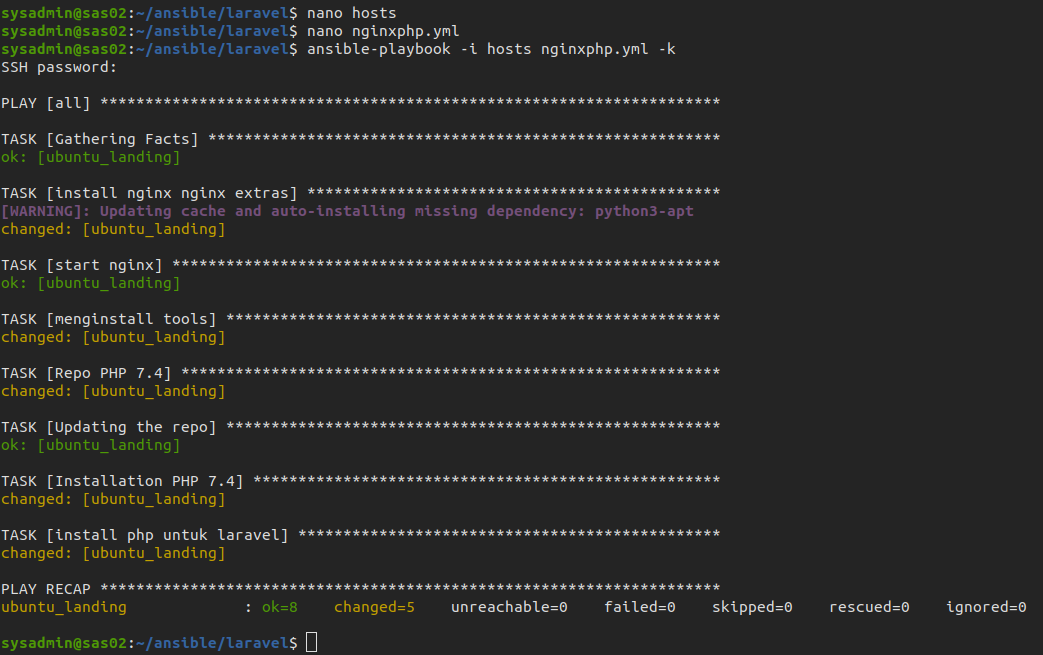 sysadmin@sas02:~/ansible/laravel$ nano hosts
sysadmin@sas02:~/ansible/laravel$ nano nginxphp.yml
sysadmin@sas02:~/ansible/laravel$ ansible-playbook -i hosts nginxphp.yml -k
SSH password:
PLAY [all] *********************************************************************
TASK [Gathering Facts] *********************************************************
ok: [ubuntu_landing]
TASK [install nginx nginx extras] **********************************************
[WARNING]: Updating cache and auto-installing missing dependency: python3-apt
changed: [ubuntu_landing]
TASK [start nginx] *************************************************************
ok: [ubuntu_landing]
TASK [menginstall tools] *******************************************************
changed: [ubuntu_landing]
TASK [Repo PHP 7.4] ************************************************************
changed: [ubuntu_landing]
TASK [Updating the repo] *******************************************************
ok: [ubuntu_landing]
TASK [Installation PHP 7.4] ****************************************************
changed: [ubuntu_landing]
TASK [install php untuk laravel] ***********************************************
changed: [ubuntu_landing]
PLAY RECAP *********************************************************************
ubuntu_landing             : ok=8    changed=5    unreachable=0    failed=0    skipped=0    rescued=0    ignored=0
sysadmin@sas02:~/ansible/laravel$